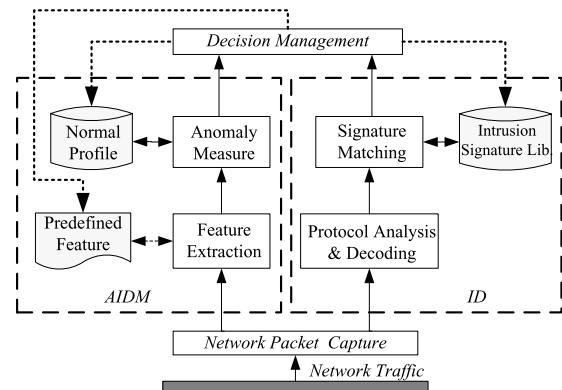 Decision Management
Normal
Profile
Anomaly
Measure
Signature
Matching
Intrusion
Signature Lib.
Predefined
Feature
Feature
Extraction
Protocol Analysis
& Decoding
AIDM
ID
Network Packet Capture
Network Traffic